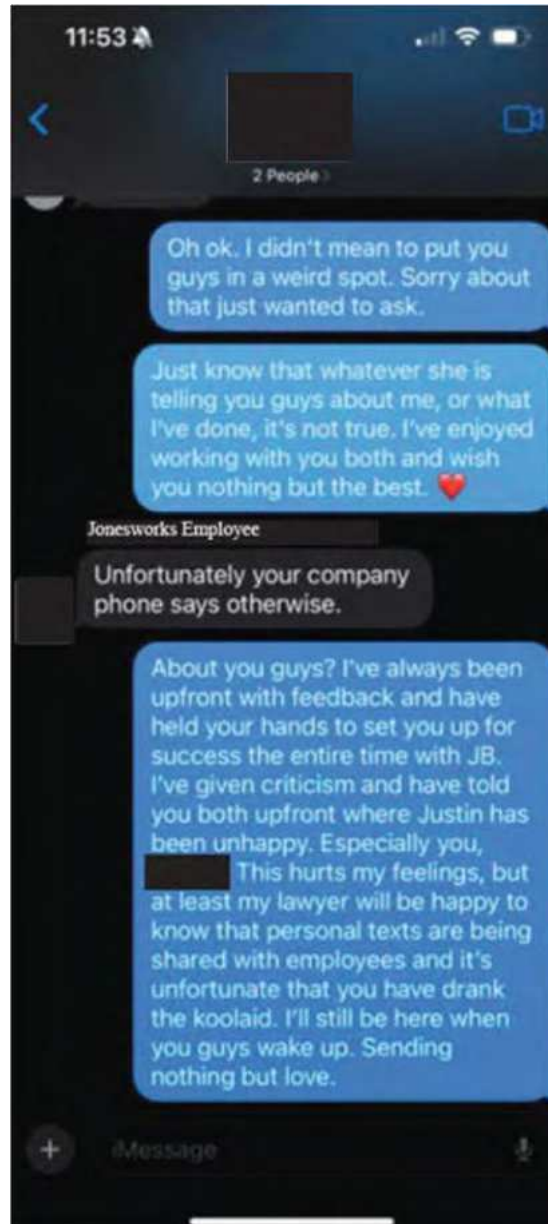 11:53
2 People
Oh ok. I didn't mean to put you
guys in a weird spot. Sorry about
that just wanted to ask.
Just know that whatever she is
telling you guys about me, or what
I've done, it's not true. I've enjoyed
working with you both and wish
you nothing but the best. ❤️
Jonesworks Employee
Unfortunately your company
phone says otherwise.
About you guys? I've always been
upfront with feedback and have
held your hands to set you up for
success the entire time with JB.
I've given criticism and have told
you both upfront where Justin has
been unhappy. Especially you,
This hurts my feelings, but
at least my lawyer will be happy to
know that personal texts are being
shared with employees and it's
unfortunate that you have drank
the koolaid. I'll still be here when
you guys wake up. Sending
nothing but love.
iMessage